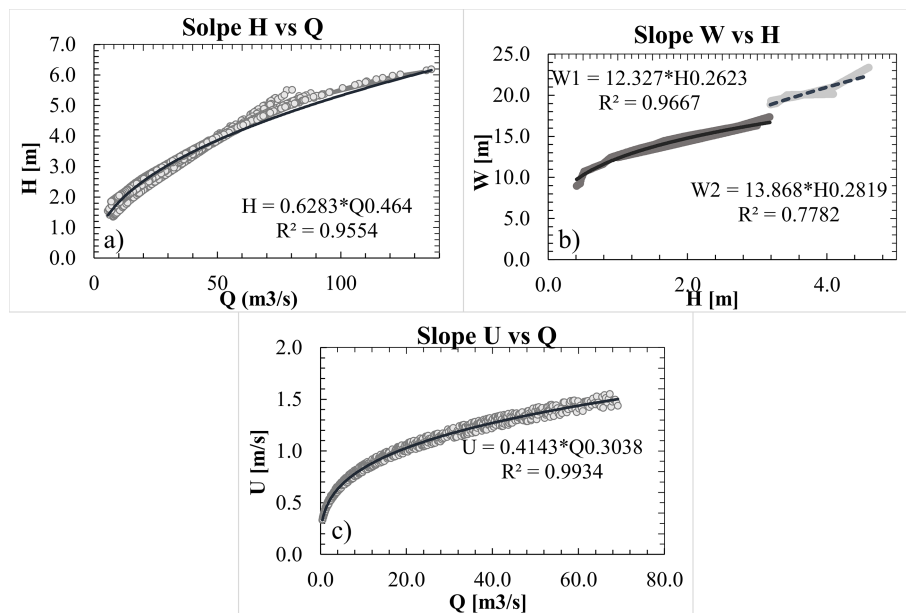 Solpe H vs Q
7.0
6.0
5.0
4.0
3.0
2.0
1.0
0.0
H [m]
H = 0.6283*Q0.464
R² = 0.9554
a)
0
50
100
Q (m3/s)
Slope W vs H
25.0
20.0
15.0
10.0
5.0
0.0
W [m]
W1 = 12.327*H0.2623
R² = 0.9667
W2 = 13.868*H0.2819
R² = 0.7782
b)
0.0
2.0
4.0
H [m]
Slope U vs Q
2.0
1.5
1.0
0.5
0.0
U [m/s]
U = 0.4143*Q0.3038
R² = 0.9934
c)
0.0
20.0
40.0
60.0
80.0
Q [m3/s]